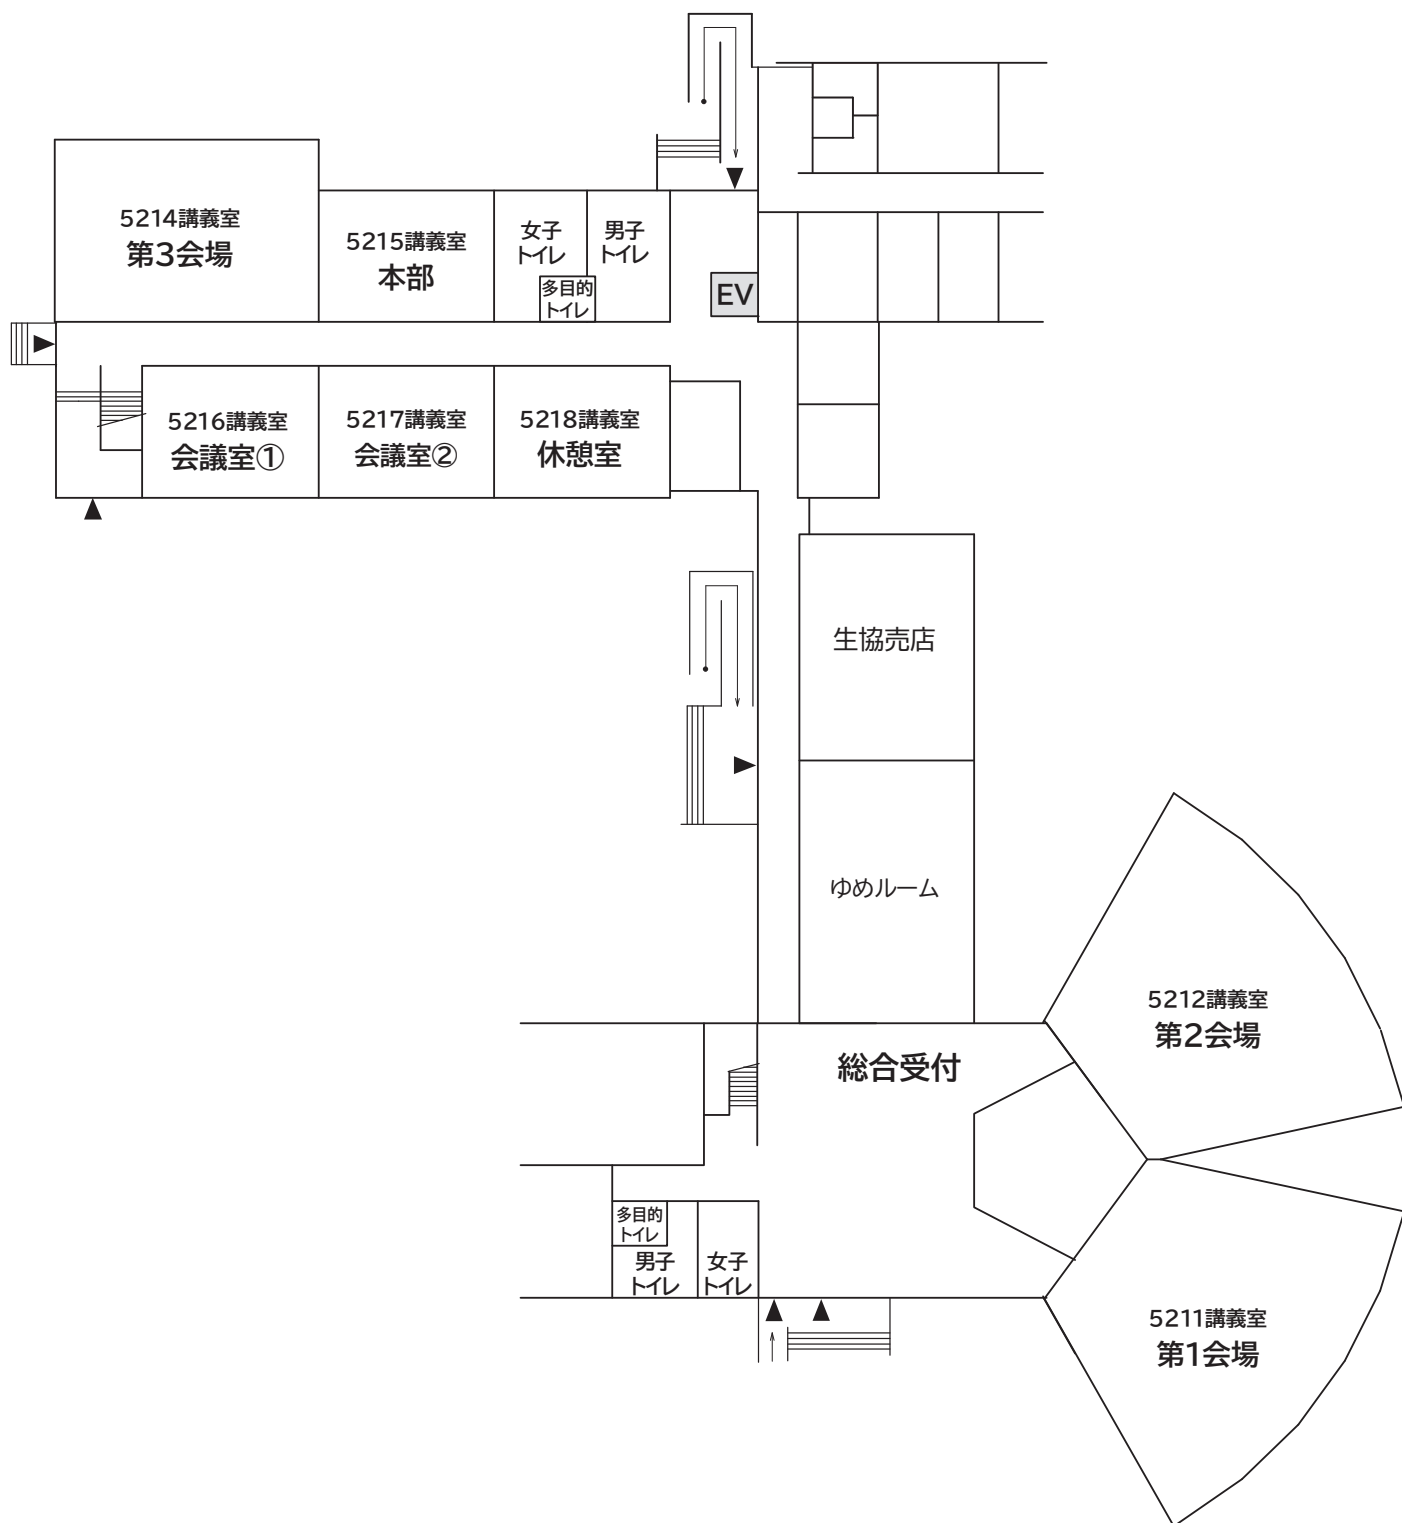 5214講義室
第3会場
5215講義室
本部
女子
トイレ
男子
トイレ
多目的
トイレ
EV
5216講義室
会議室①
5217講義室
会議室②
5218講義室
休憩室
生協売店
ゆめルーム
5212講義室
第2会場
総合受付
多目的
トイレ
男子
トイレ
女子
トイレ
5211講義室
第1会場